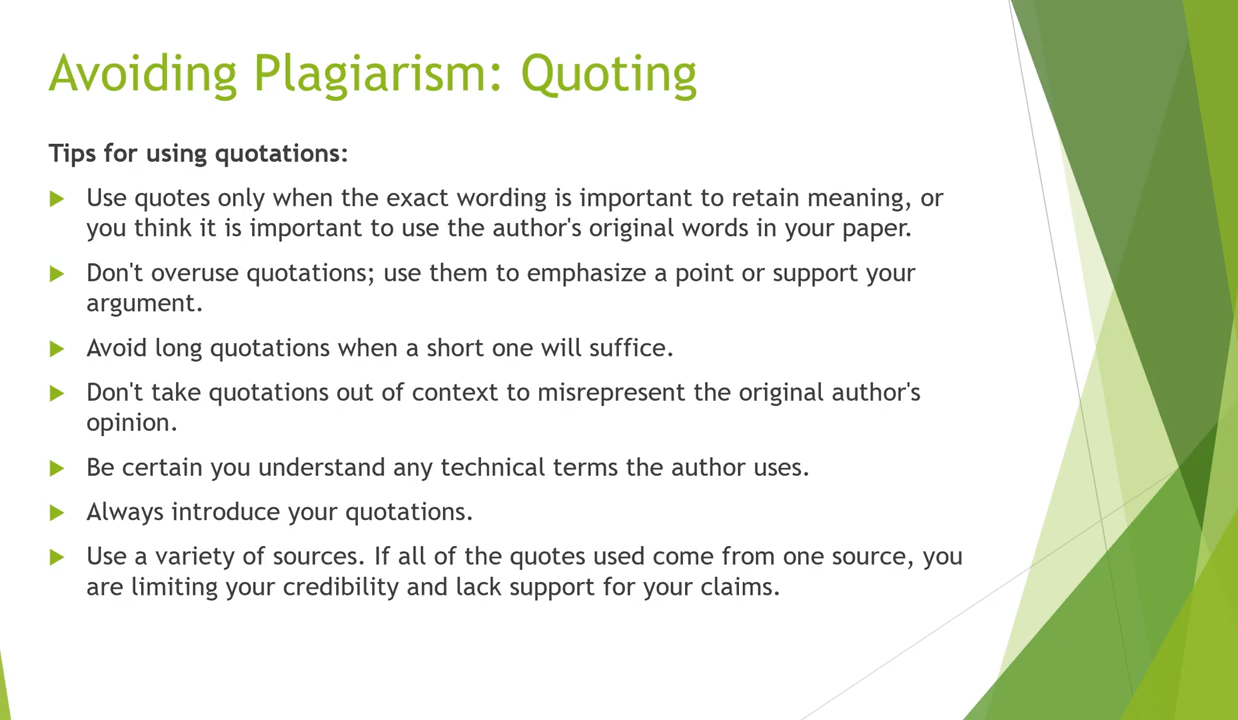 Avoiding Plagiarism: Quoting
Tips for using quotations:
Use quotes only when the exact wording is important to retain meaning, or
you think it is important to use the author's original words in your paper.
Don't overuse quotations; use them to emphasize a point or support your
argument.
Avoid long quotations when a short one will suffice.
Don't take quotations out of context to misrepresent the original author's
opinion.
Be certain you understand any technical terms the author uses.
Always introduce your quotations.
Use a variety of sources. If all of the quotes used come from one source, you
are limiting your credibility and lack support for your claims.